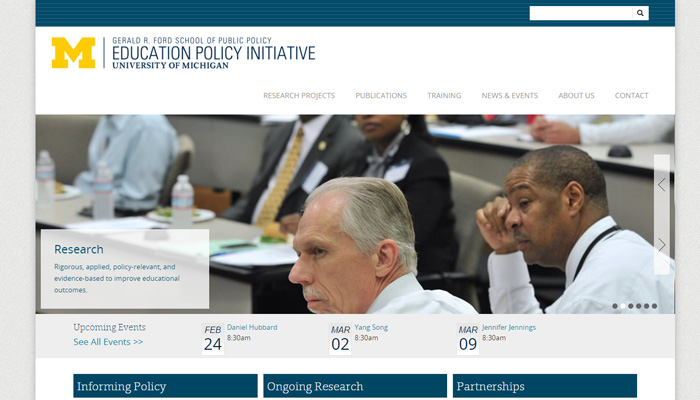 M
GERALD R. FORD SCHOOL OF PUBLIC POLICY
EDUCATION POLICY INITIATIVE
UNIVERSITY OF MICHIGAN
RESEARCH PROJECTS PUBLICATIONS TRAINING NEWS & EVENTS ABOUT US CONTACT
Research
Rigorous, applied, policy-relevant, and
evidence-based to improve educational
outcomes.
Upcoming Events
See All Events >>
FEB
24
Daniel Hubbard
8:30am
MAR
02
Yang Song
8:30am
MAR
09
Jennifer Jennings
8:30am
Informing Policy
Ongoing Research
Partnerships